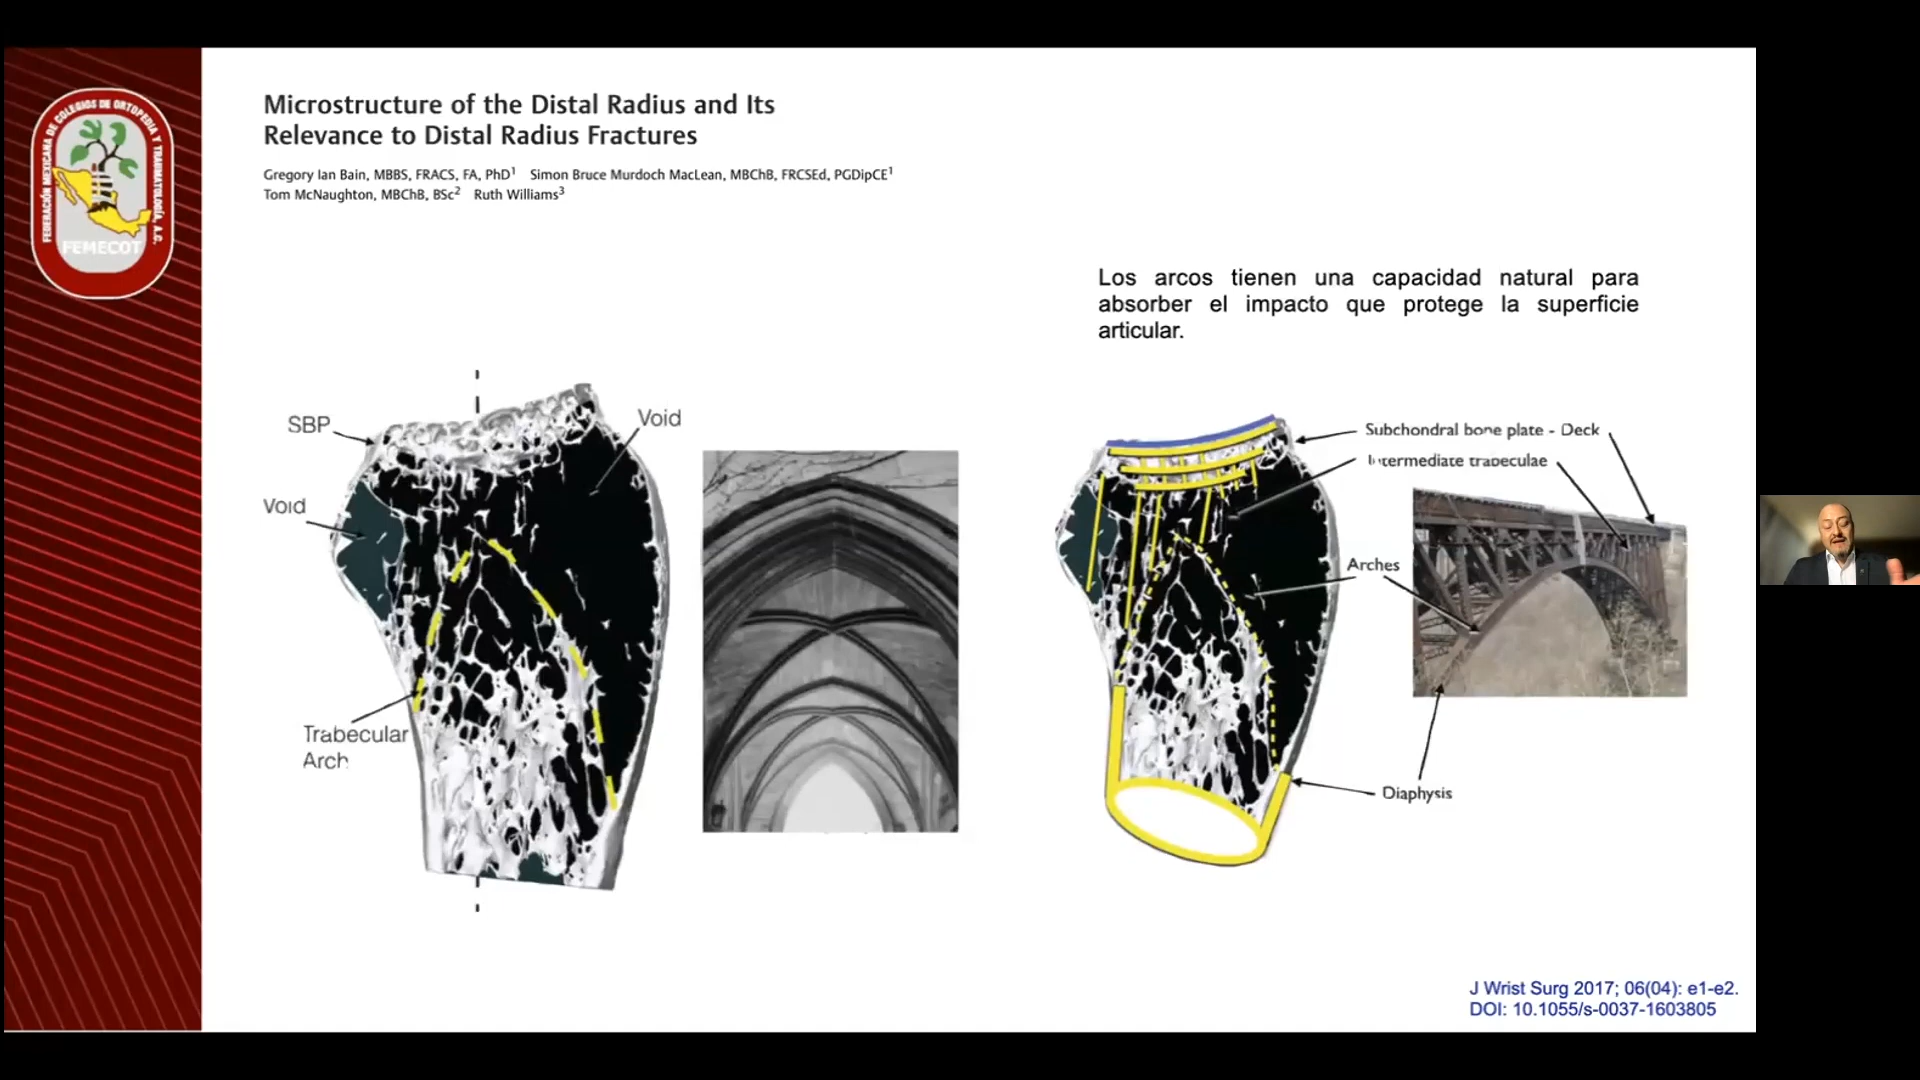 FEDERACIÓN MEXICANA DE COLEGIOS DE ORTOPEDIA Y TRAUMATOLOGÍA, A.C.
FEMECOT
Microstructure of the Distal Radius and Its
Relevance to Distal Radius Fractures
Gregory Ian Bain, MBBS, FRACS, FA, PhD1 Simon Bruce Murdoch MacLean, MBChB, FRCSEd, PGDipCE1
Tom McNaughton, MBChB, BSc2 Ruth Williams3
Los arcos tienen una capacidad natural para
absorber el impacto que protege la superficie
articular.
SBP
Void
Void
Trabecular
Arch
Subchondral bone plate - Deck
Intermediate trabeculae
Arches
Diaphysis
J Wrist Surg 2017; 06(04): e1-e2.
DOI: 10.1055/s-0037-1603805